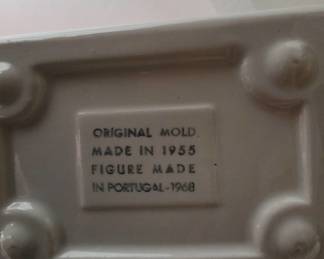 ORIGINAL MOLD
MADE IN 1955
FIGURE MADE
IN PORTUGAL-1968